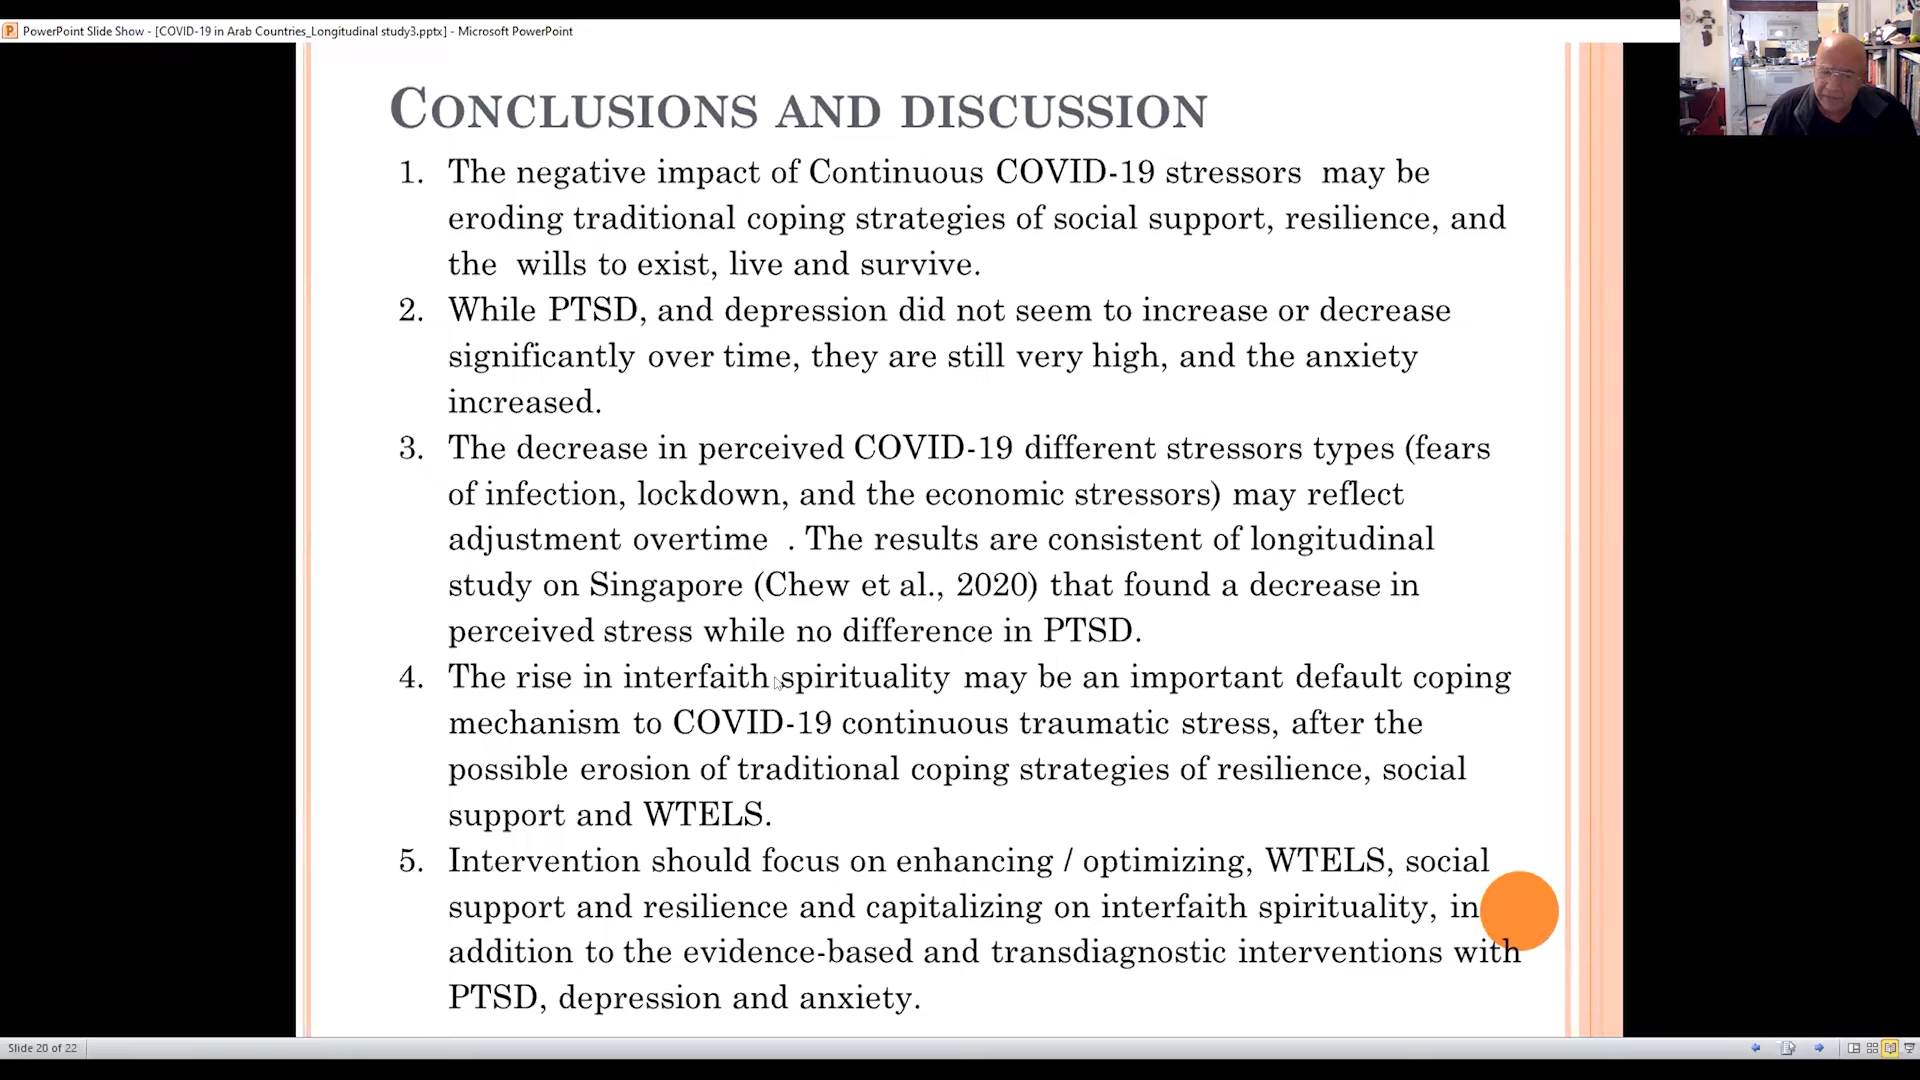 PowerPoint Slide Show - [COVID-19 in Arab Countries_Longitudinal study3.pptx] - Microsoft PowerPoint
CONCLUSIONS AND DISCUSSION
1. The negative impact of Continuous COVID-19 stressors may be
eroding traditional coping strategies of social support, resilience, and
the wills to exist, live and survive.
2. While PTSD, and depression did not seem to increase or decrease
significantly over time, they are still very high, and the anxiety
increased.
3. The decrease in perceived COVID-19 different stressors types (fears
of infection, lockdown, and the economic stressors) may reflect
adjustment overtime . The results are consistent of longitudinal
study on Singapore (Chew et al., 2020) that found a decrease in
perceived stress while no difference in PTSD.
4. The rise in interfaith spirituality may be an important default coping
mechanism to COVID-19 continuous traumatic stress, after the
possible erosion of traditional coping strategies of resilience, social
support and WTELS.
5. Intervention should focus on enhancing / optimizing, WTELS, social
support and resilience and capitalizing on interfaith spirituality, in
addition to the evidence-based and transdiagnostic interventions with
PTSD, depression and anxiety.
Slide 20 of 22